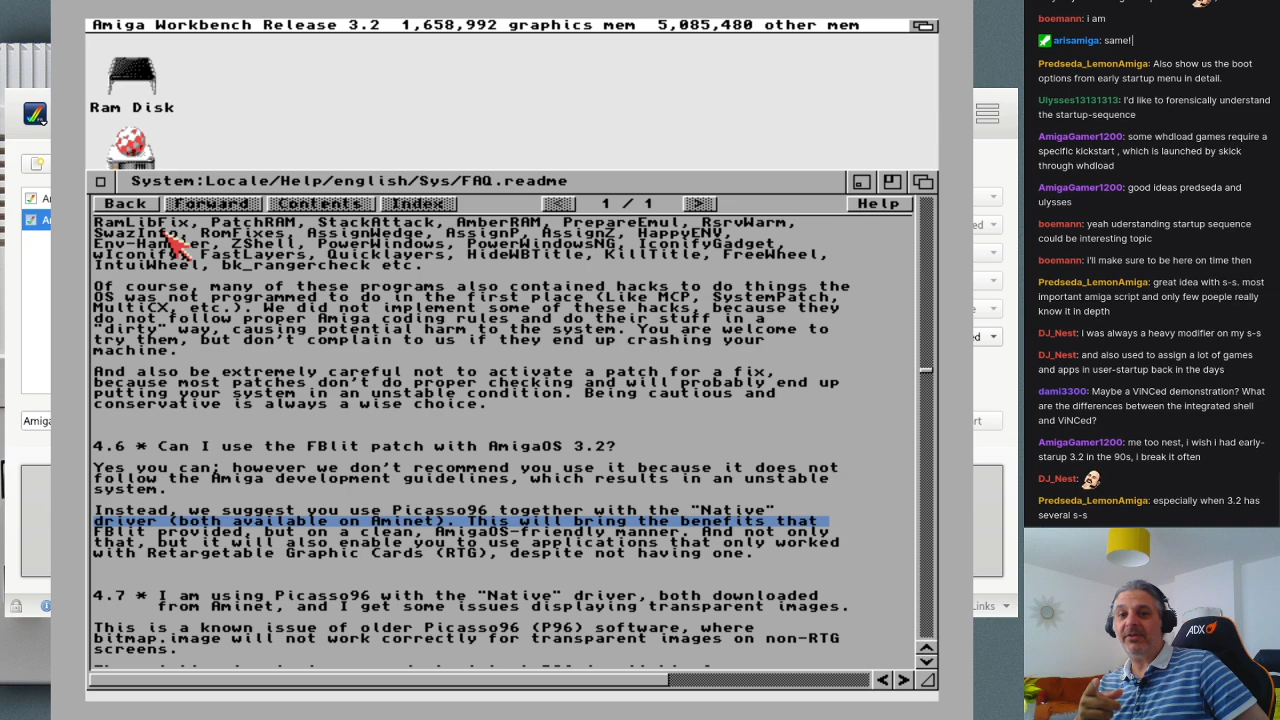 Amiga Workbench Release 3.2  1,658,992 graphics mem  5,085,480 other mem
Ram Disk
System:Locale/Help/english/Sys/FAQ.readme
Back Forward Contents Index < 1 / 1 > Help
RamLibFix, PatchRAM, StackAttack, AmberRAM, PrepareEmul, RsrvWarm,
RomFixes, AssignWedge, AssignP, AssignZ, HappyENV,
ZShell, PowerWindows, PowerWindowsNG, IconifyGadget,
FastLayers, Quicklayers, HideWBTitle, KillTitle, FreeWheel,
IntuiWheel, bk_rangercheck etc.
Of course, many of these programs also contained hacks to do things the
OS was not programmed to do in the first place (Like MCP, SystemPatch,
MultiCX, etc.). We did not implement some of these hacks, because they
do not follow proper Amiga coding rules and do their stuff in a
"dirty" way, causing potential harm to the system. You are welcome to
try them, but don't complain to us if they end up crashing your
machine.
And also be extremely careful not to activate a patch for a fix,
because most patches don't do proper checking and will probably end up
putting your system in an unstable condition. Being cautious and
conservative is always a wise choice.
4.6 * Can I use the FBlit patch with AmigaOS 3.2?
Yes you can; however we don't recommend you use it because it does not
follow the Amiga development guidelines, which results in an unstable
system.
Instead, we suggest you use Picasso96 together with the "Native"
driver (both available on Aminet). This will bring the benefits that
FBlit provided, but on a clean, AmigaOS-friendly manner. And not only
that, but it will also enable you to use applications that only worked
with Retargetable Graphic Cards (RTG), despite not having one.
4.7 * I am using Picasso96 with the "Native" driver, both downloaded
from Aminet, and I get some issues displaying transparent images.
This is a known issue of older Picasso96 (P96) software, where
bitmap.image will not work correctly for transparent images on non-RTG
screens.
Amiga
Links
boemann: i am
arisamiga: same!|
Predseda_LemonAmiga: Also show us the boot
options from early startup menu in detail.
Ulysses13131313: I'd like to forensically understand
the startup-sequence
AmigaGamer1200: some whdload games require a
specific kickstart , which is launched by skick
through whdload
AmigaGamer1200: good ideas predseda and
ulysses
boemann: yeah uderstanding startup sequence
could be interesting topic
boemann: i'll make sure to be here on time then
Predseda_LemonAmiga: great idea with s-s. most
important amiga script and only few poeple really
know it in depth
DJ_Nest: i was always a heavy modifier on my s-s
DJ_Nest: and also used to assign a lot of games
and apps in user-startup back in the days
dami3300: Maybe a ViNCed demonstration? What
are the differences between the integrated shell
and ViNCed?
AmigaGamer1200: me too nest, i wish i had early-
starup 3.2 in the 90s, i break it often
DJ_Nest:
Predseda_LemonAmiga: especially when 3.2 has
several s-s
ADX